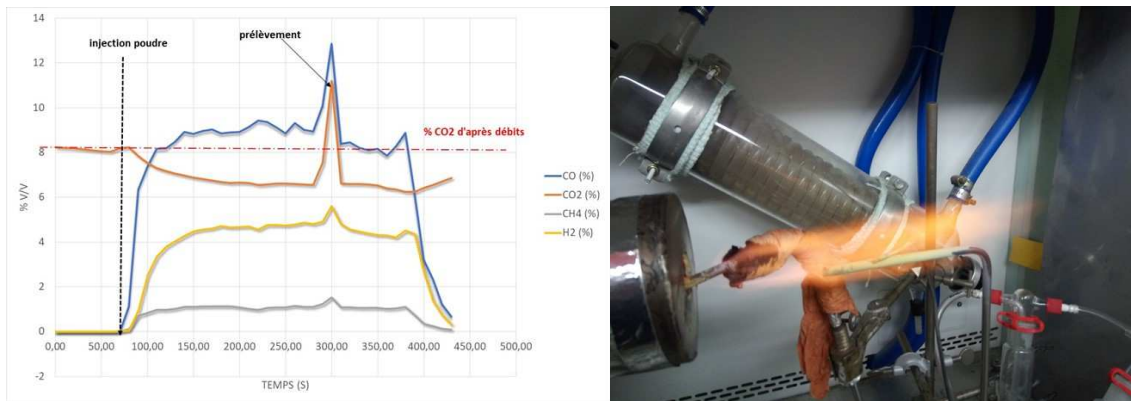 14
12
10
8
6
4
2
0
-2
% V/V
injection poudre
prélèvement
% CO2 d'après débits
CO (%)
CO2 (%)
CH4 (%)
H2 (%)
0,00 50,00 100,00 150,00 200,00 250,00 300,00 350,00 400,00 450,00 500,00
TEMPS (S)